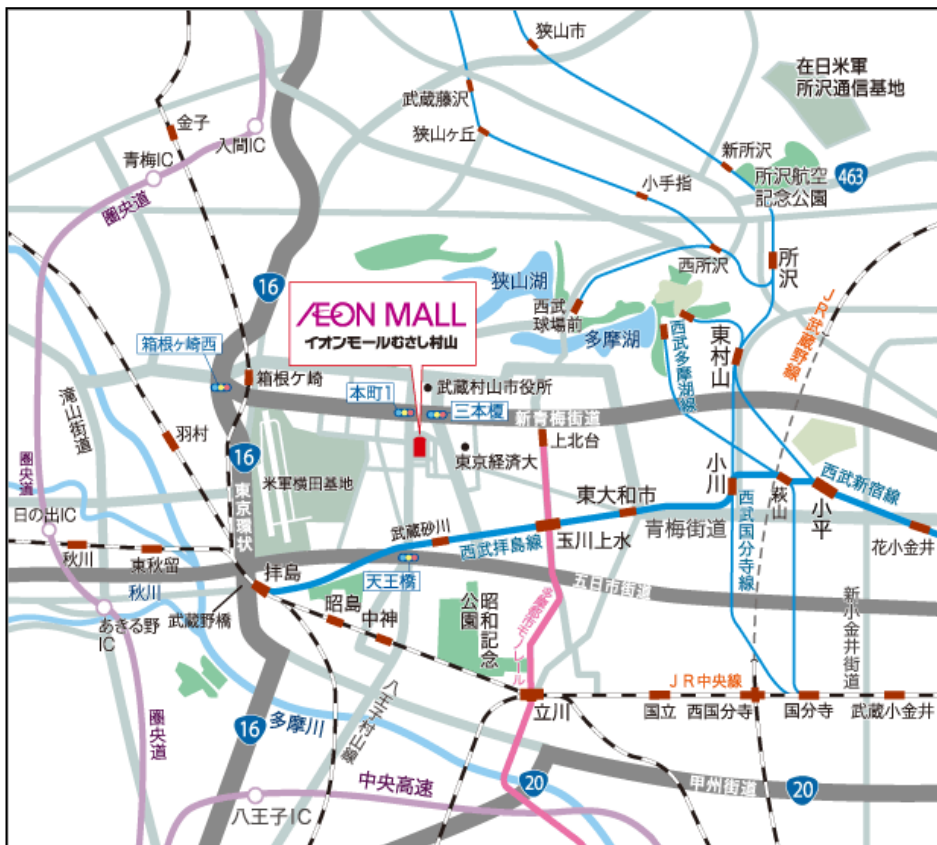 狭山市
在日米軍
所沢通信基地
武蔵藤沢
金子
狭山ヶ丘
入間IC
青梅IC
新所沢
所沢航空
記念公園
463
小手指
圏央道
所沢
西所沢
狭山湖
16
西武
球場前
JR武蔵野線
ÆON MALL
イオンモールむさし村山
多摩湖
東村山
西武多摩湖線
箱根ヶ崎西
箱根ケ崎
本町1
武蔵村山市役所
三本榎
新青梅街道
滝山街道
羽村
上北台
東京経済大
16
圏央道
東京環状
米軍横田基地
小川
萩山
西武新宿線
小平
東大和市
青梅街道
西武国分寺線
日の出IC
武蔵砂川
西武拝島線
玉川上水
花小金井
秋川
東秋留
天王橋
拝島
五日市街道
秋川
武蔵野橋
昭島
中神
昭和記念
公園
多摩都市モノレール
新小金井街道
あきる野
IC
JR中央線
立川
国立
西国分寺
国分寺
武蔵小金井
圏央道
16
多摩川
八王子村山線
中央高速
20
甲州街道
20
八王子IC